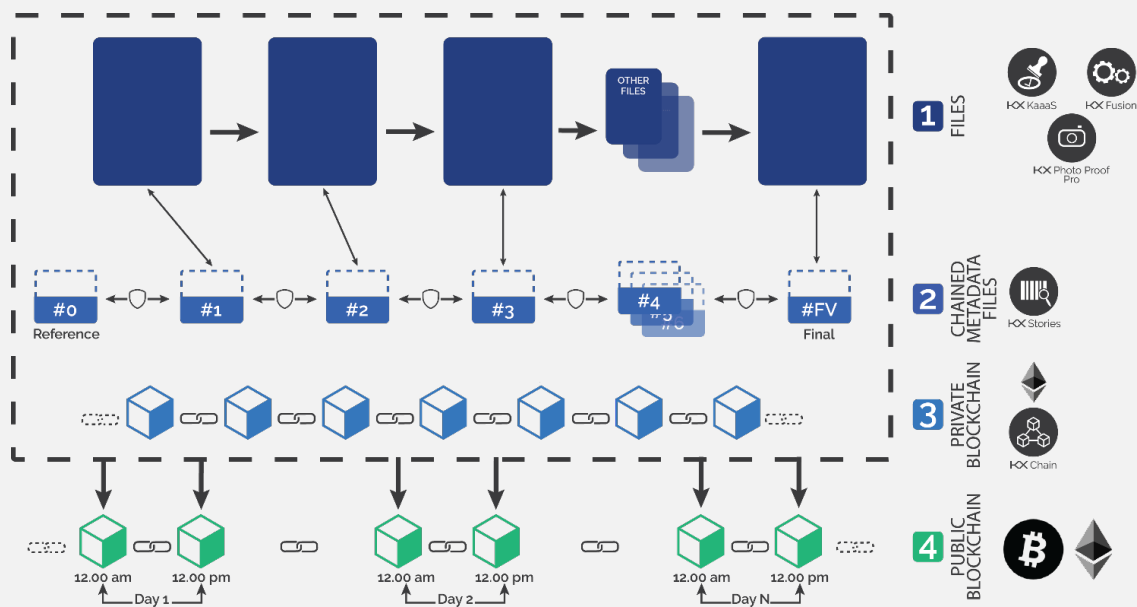 OTHER
FILES
1
FILES
KX KaaaS
KX Fusion
KX Photo Proof
Pro
#0
#1
#2
#3
#4
#5
#6
#FV
Reference
Final
2
CHAINED
METADATA
FILES
KX Stories
3
PRIVATE
BLOCKCHAIN
KX Chain
4
PUBLIC
BLOCKCHAIN
12.00 am
12.00 pm
12.00 am
12.00 pm
12.00 am
12.00 pm
Day 1
Day 2
Day N